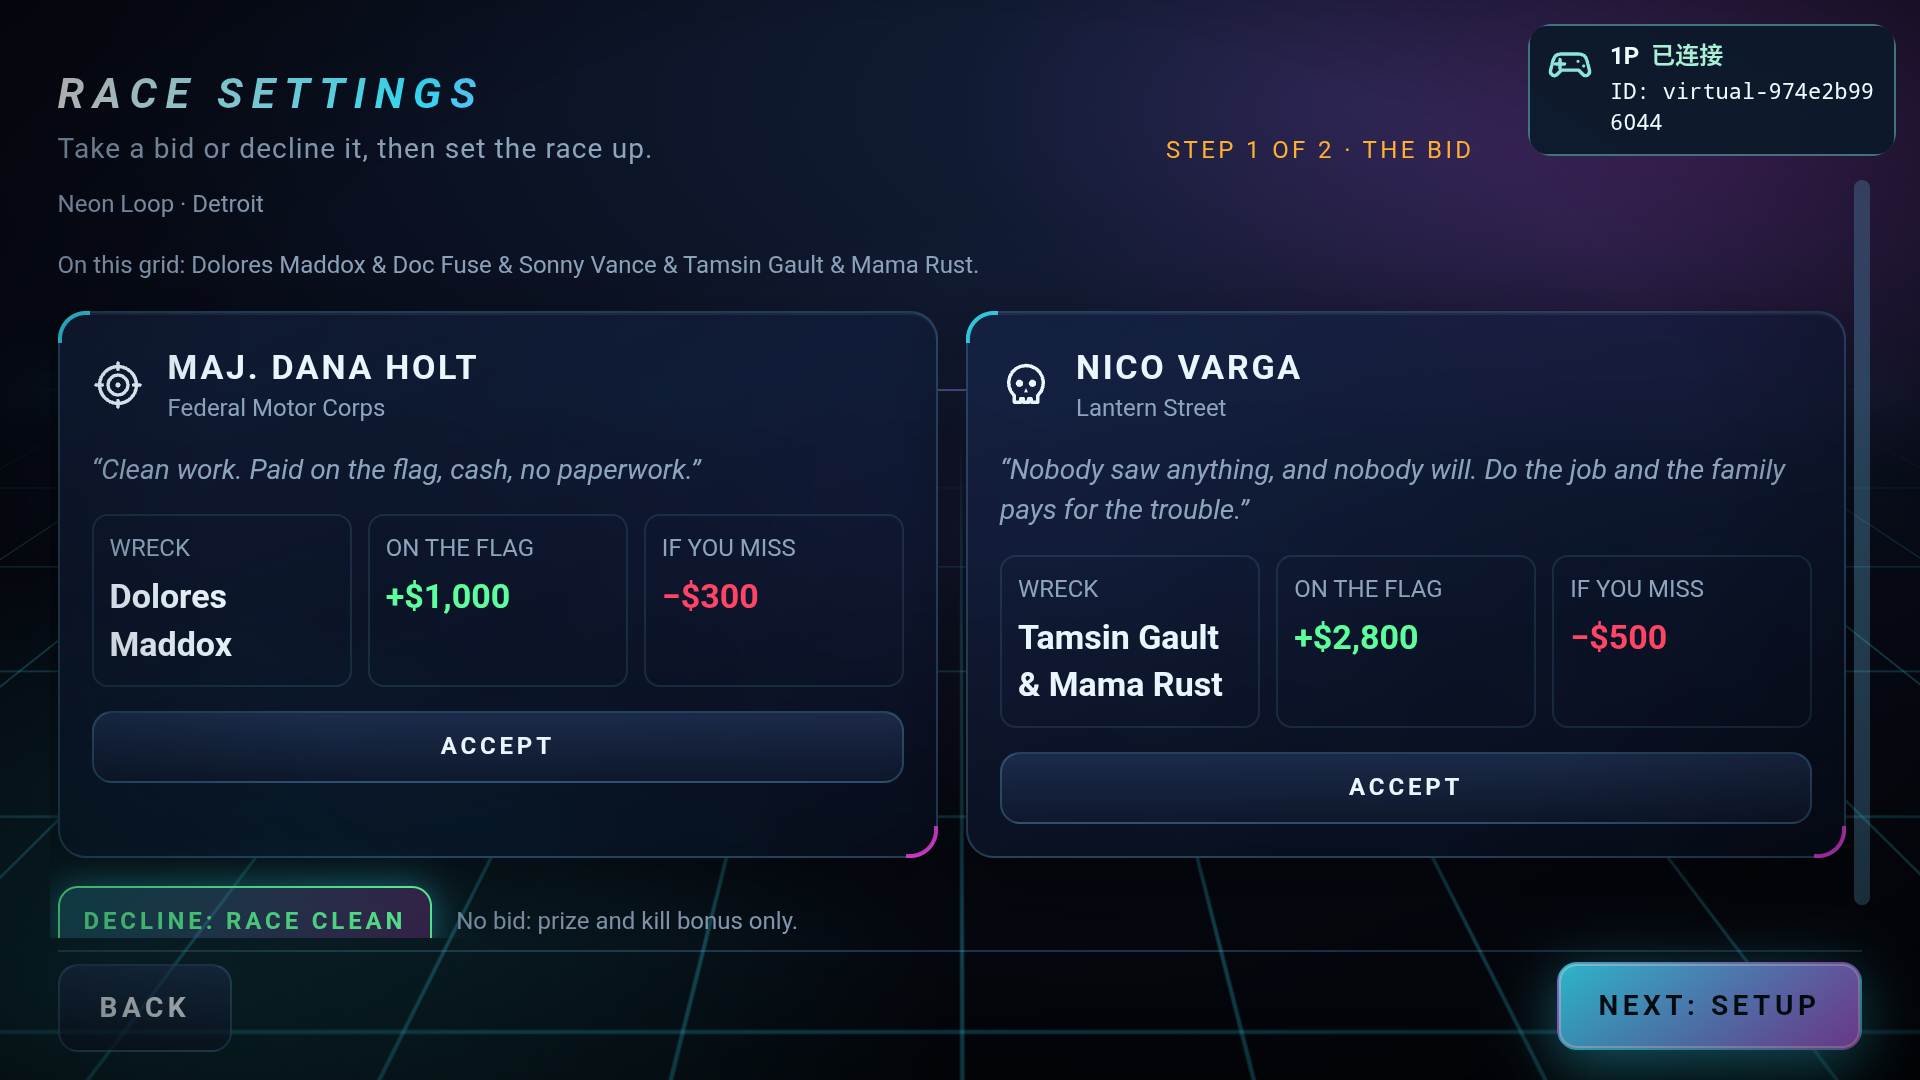 RACE SETTINGS
Take a bid or decline it, then set the race up.
STEP 1 OF 2 · THE BID
1P 已连接
ID: virtual-974e2b99
6044
Neon Loop · Detroit
On this grid: Dolores Maddox & Doc Fuse & Sonny Vance & Tamsin Gault & Mama Rust.
MAJ. DANA HOLT
Federal Motor Corps
“Clean work. Paid on the flag, cash, no paperwork.”
WRECK
Dolores
Maddox
ON THE FLAG
+$1,000
IF YOU MISS
−$300
ACCEPT
NICO VARGA
Lantern Street
“Nobody saw anything, and nobody will. Do the job and the family
pays for the trouble.”
WRECK
Tamsin Gault
& Mama Rust
ON THE FLAG
+$2,800
IF YOU MISS
−$500
ACCEPT
DECLINE: RACE CLEAN
No bid: prize and kill bonus only.
BACK
NEXT: SETUP